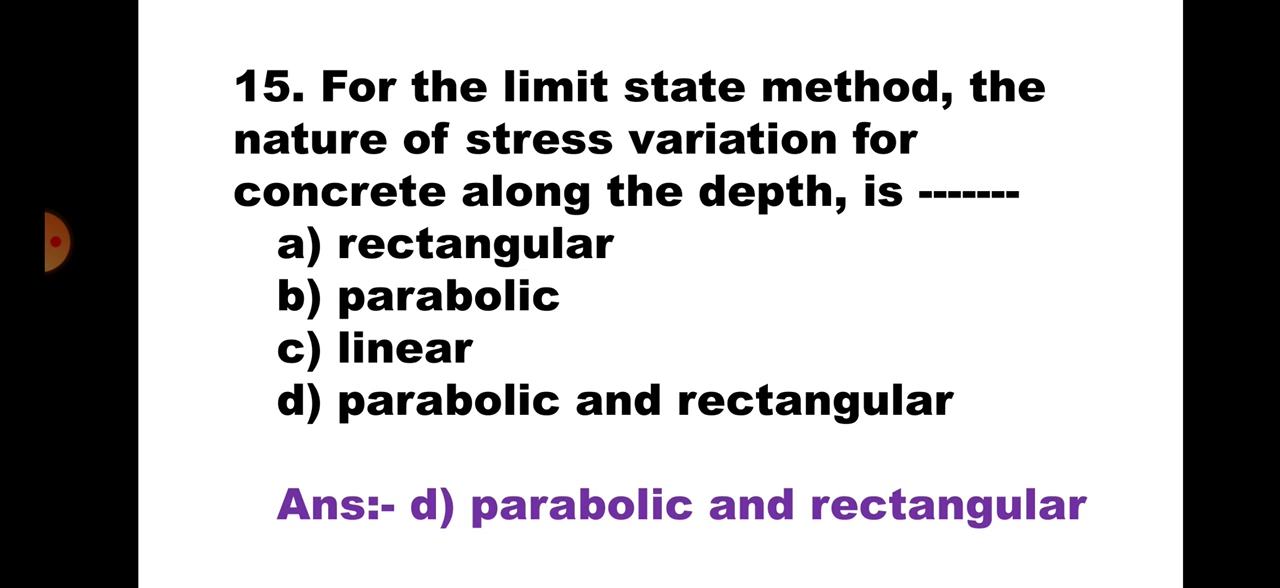 15. For the limit state method, the
nature of stress variation for
concrete along the depth, is -------
a) rectangular
b) parabolic
c) linear
d) parabolic and rectangular
Ans:- d) parabolic and rectangular